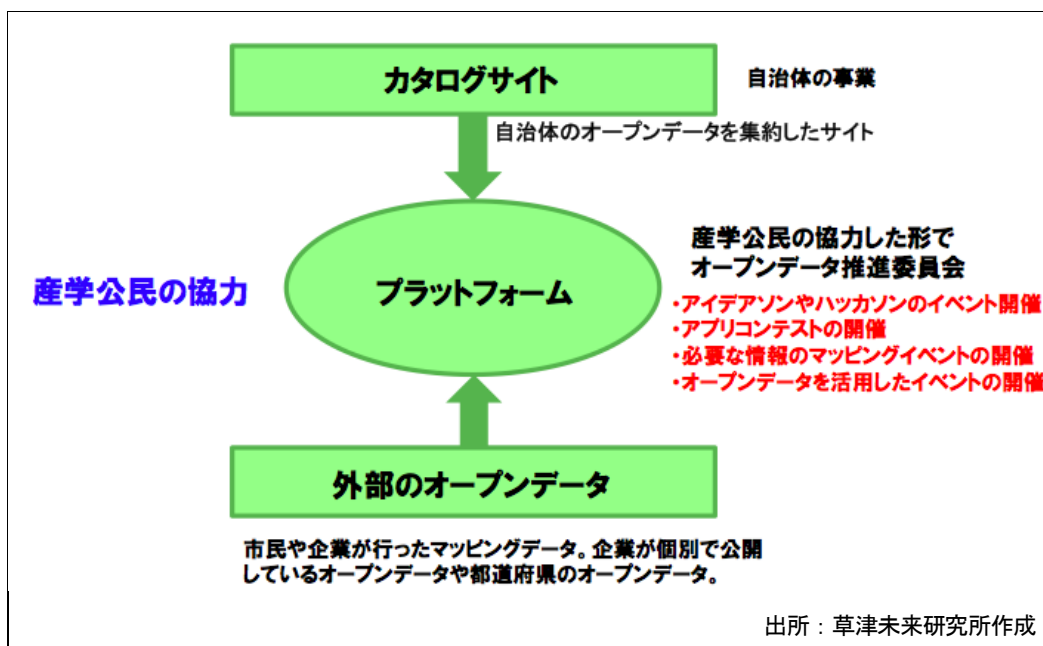 カタログサイト
自治体の事業
自治体のオープンデータを集約したサイト
産学公民の協力
プラットフォーム
産学公民の協力した形で
オープンデータ推進委員会
・アイデアソンやハッカソンのイベント開催
・アプリコンテストの開催
・必要な情報のマッピングイベントの開催
・オープンデータを活用したイベントの開催
外部のオープンデータ
市民や企業が行ったマッピングデータ。企業が個別で公開
しているオープンデータや都道府県のオープンデータ。
出所：草津未来研究所作成